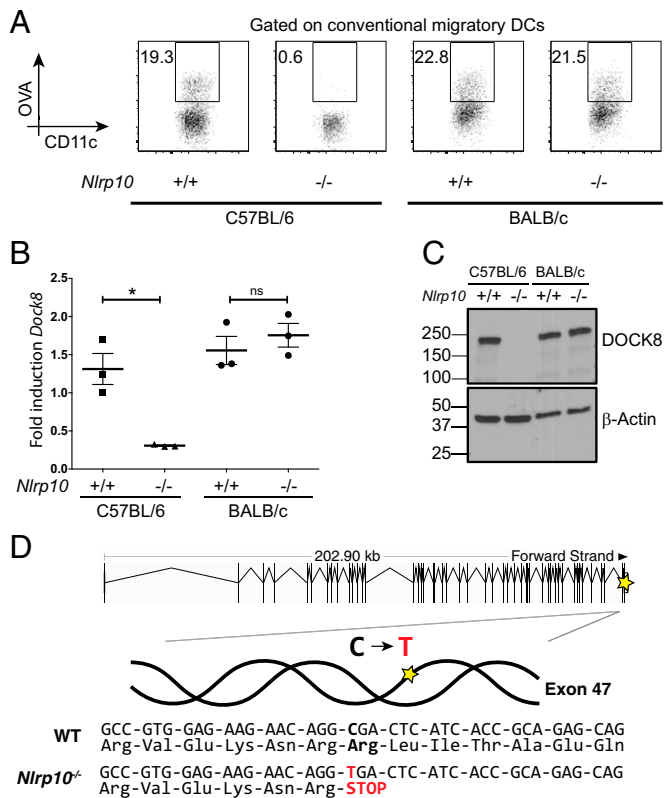 A
Gated on conventional migratory DCs
19.3
0.6
22.8
21.5
OVA
CD11c
Nlrp10 +/+ -/- +/+ -/-
C57BL/6 BALB/c
B
Fold induction Dock8
2.5
2.0
1.5
1.0
0.5
0.0
* ns
Nlrp10 +/+ -/- +/+ -/-
C57BL/6 BALB/c
C
C57BL/6 BALB/c
Nlrp10 +/+ -/- +/+ -/-
250
150
100
DOCK8
50
37
25
β-Actin
D
202.90 kb Forward Strand
C → T
Exon 47
WT GCC-GTG-GAG-AAG-AAC-AGG-CGA-CTC-ATC-ACC-GCA-GAG-CAG
Arg-Val-Glu-Lys-Asn-Arg-Arg-Leu-Ile-Thr-Ala-Glu-Gln
Nlrp10-/- GCC-GTG-GAG-AAG-AAC-AGG-TGA-CTC-ATC-ACC-GCA-GAG-CAG
Arg-Val-Glu-Lys-Asn-Arg-STOP